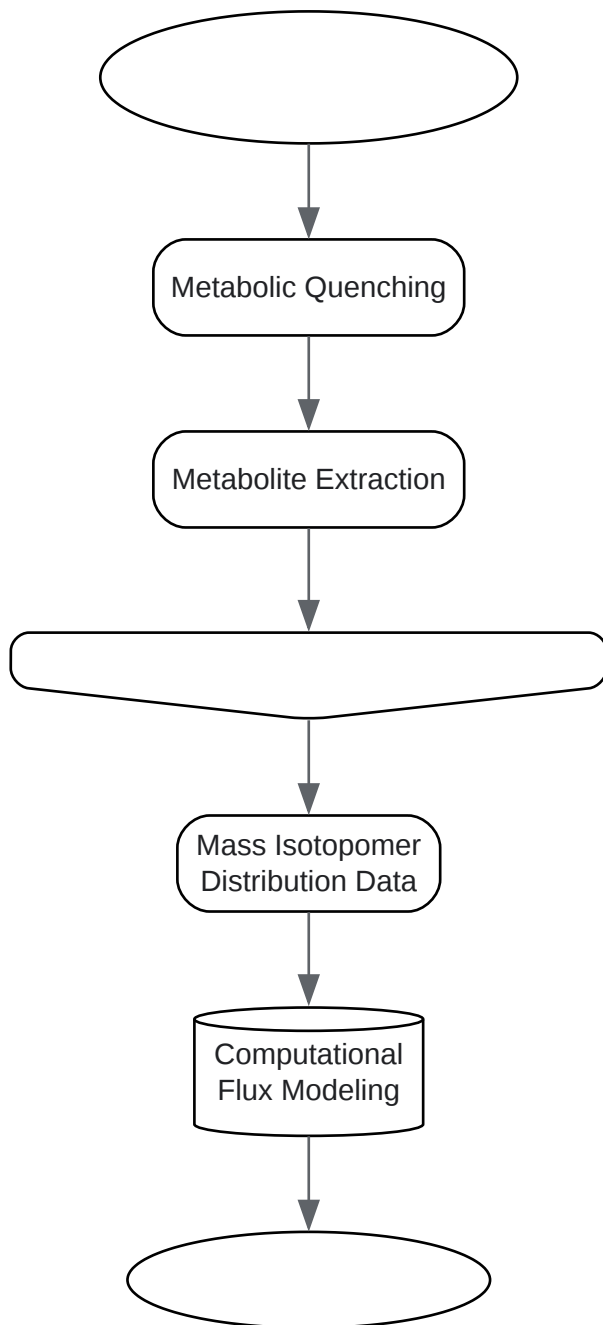 Metabolic Quenching
Metabolite Extraction
Mass Isotopomer
Distribution Data
Computational
Flux Modeling